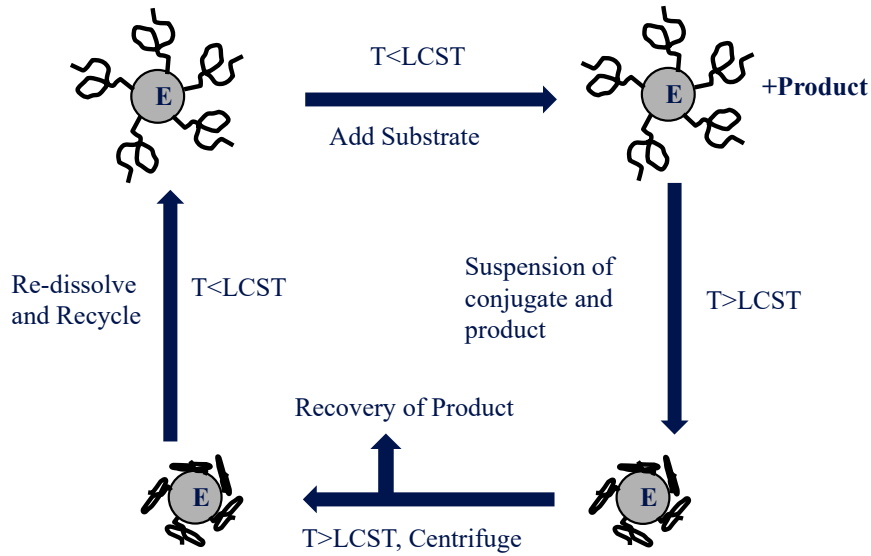 E
T<LCST
Add Substrate
E
+Product
Re-dissolve
and Recycle
T<LCST
Suspension of
conjugate and
product
T>LCST
Recovery of Product
E
T>LCST, Centrifuge
E